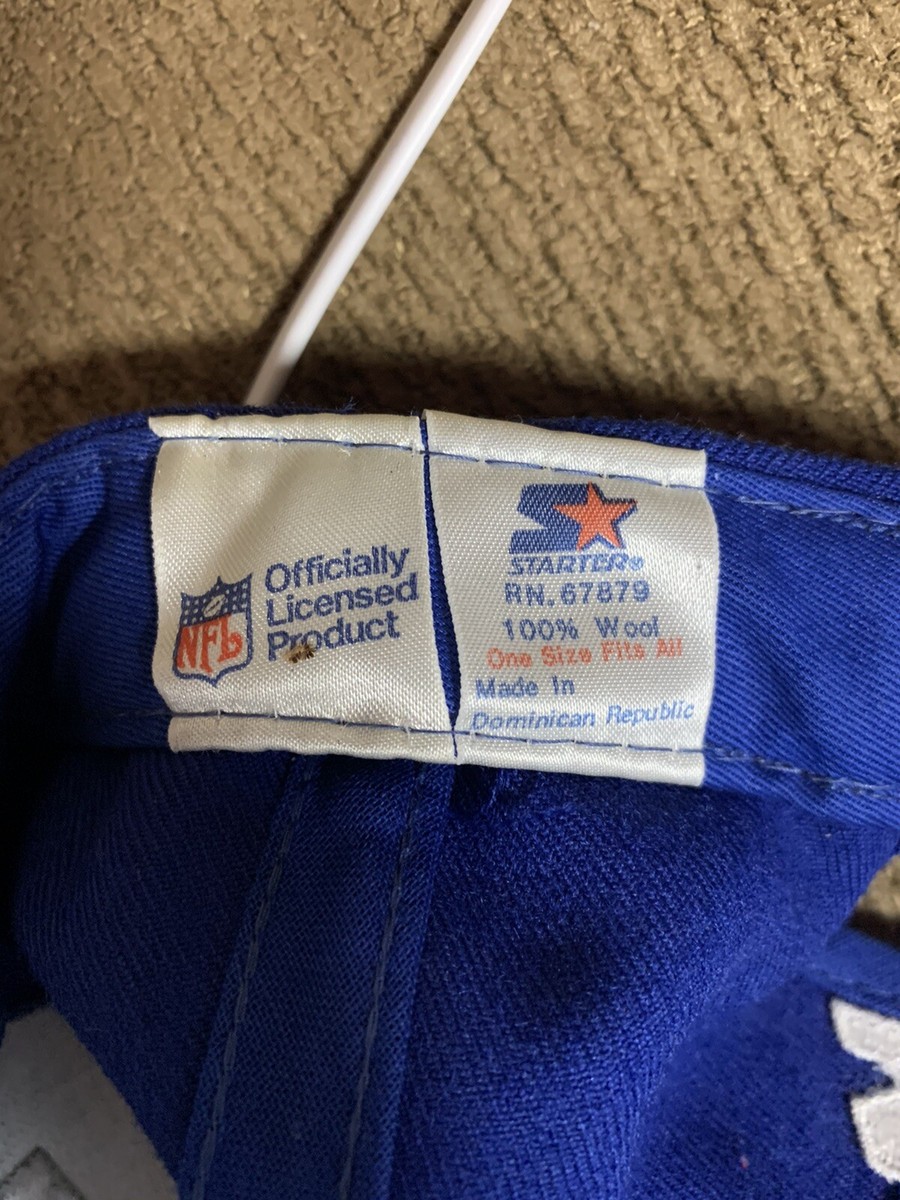 NFL
Officially
Licensed
Product
STARTER®
RN. 67879
100% Wool
One Size Fits All
Made In
Dominican Republic